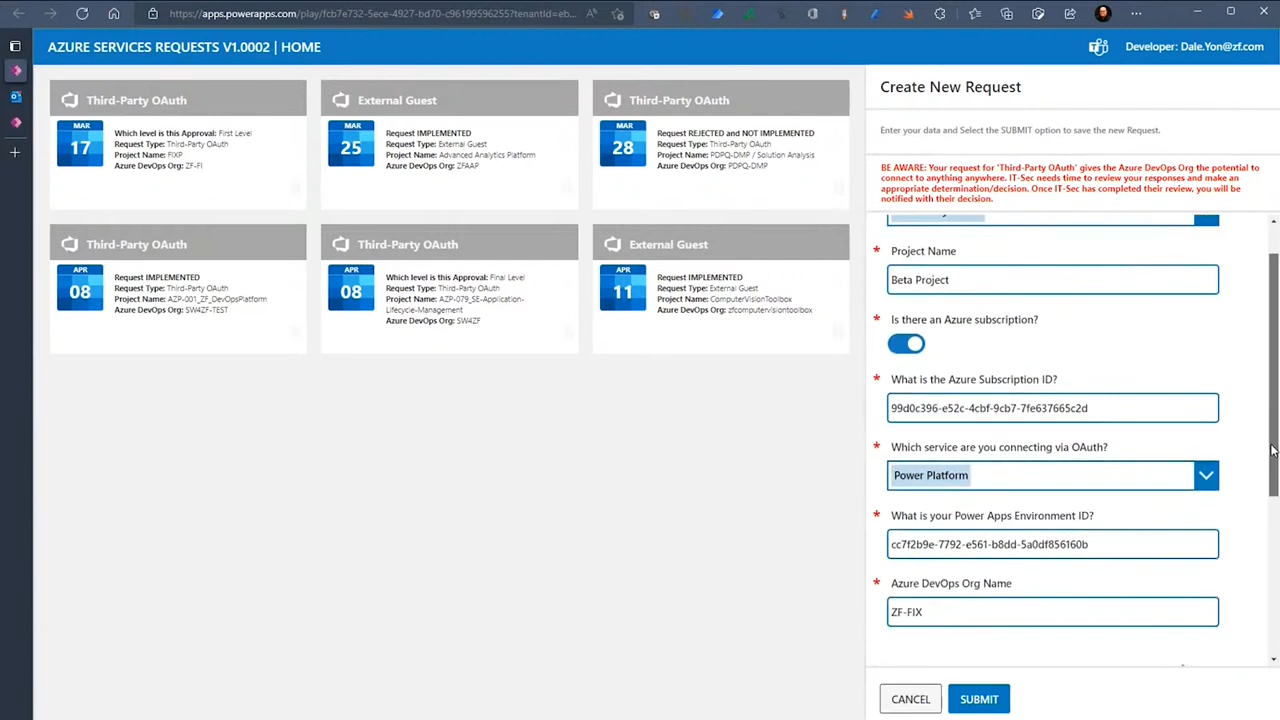 https://apps.powerapps.com/play/fcb7e732-5ece-4927-bd70-c96199596255?tenantId=eb...
AZURE SERVICES REQUESTS V1.0002 | HOME
Developer: Dale.Yon@zf.com
Third-Party OAuth
MAR
17
Which level is this Approval: First Level
Request Type: Third-Party OAuth
Project Name: FIXP
Azure DevOps Org: ZF-FI
External Guest
MAR
25
Request IMPLEMENTED
Request Type: External Guest
Project Name: Advanced Analytics Platform
Azure DevOps Org: ZFAAP
Third-Party OAuth
MAR
28
Request REJECTED and NOT IMPLEMENTED
Request Type: Third-Party OAuth
Project Name: PDPQ-DMP / Solution Analysis
Azure DevOps Org: PDPQ-DMP
Third-Party OAuth
APR
08
Request IMPLEMENTED
Request Type: Third-Party OAuth
Project Name: AZP-001_ZF_DevOpsPlatform
Azure DevOps Org: SW4ZF-TEST
Third-Party OAuth
APR
08
Which level is this Approval: Final Level
Request Type: Third-Party OAuth
Project Name: AZP-079_SE-Application-
Lifecycle-Management
Azure DevOps Org: SW4ZF
External Guest
APR
11
Request IMPLEMENTED
Request Type: External Guest
Project Name: ComputerVisionToolbox
Azure DevOps Org: zfcomputervisiontoolbox
Create New Request
Enter your data and Select the SUBMIT option to save the new Request.
BE AWARE: Your request for 'Third-Party OAuth' gives the Azure DevOps Org the potential to
connect to anything anywhere. IT-Sec needs time to review your responses and make an
appropriate determination/decision. Once IT-Sec has completed their review, you will be
notified with their decision.
* Project Name
Beta Project
* Is there an Azure subscription?
* What is the Azure Subscription ID?
99d0c396-e52c-4cbf-9cb7-7fe637665c2d
* Which service are you connecting via OAuth?
Power Platform
* What is your Power Apps Environment ID?
cc7f2b9e-7792-e561-b8dd-5a0df856160b
* Azure DevOps Org Name
ZF-FIX
CANCEL
SUBMIT